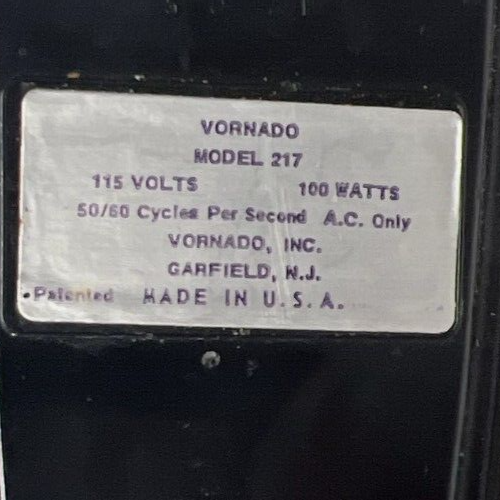 VORNADO
MODEL 217
115 VOLTS 100 WATTS
50/60 Cycles Per Second A.C. Only
VORNADO, INC.
GARFIELD, N.J.
•Patented MADE IN U.S.A.